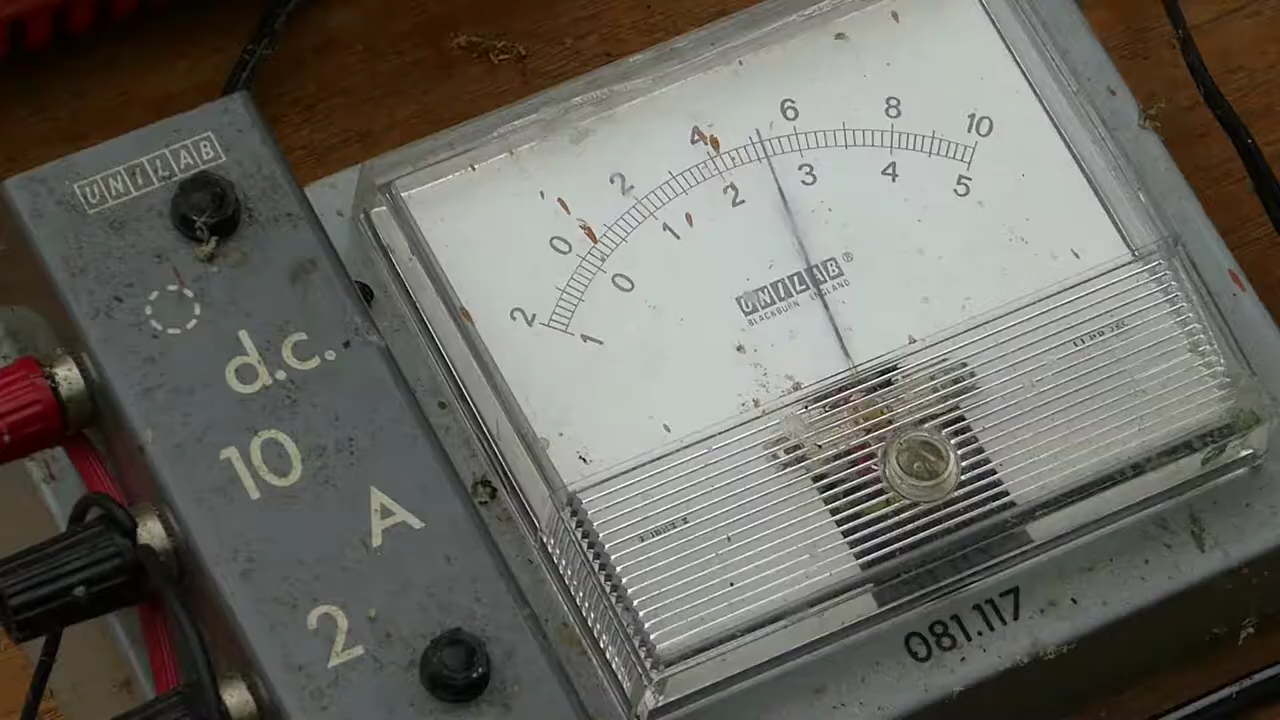 UNILAB
d.c.
10
A
2
2 0 2 4 6 8 10
1 0 1 2 3 4 5
UNILAB®
BLACKBURN ENGLAND
081.117